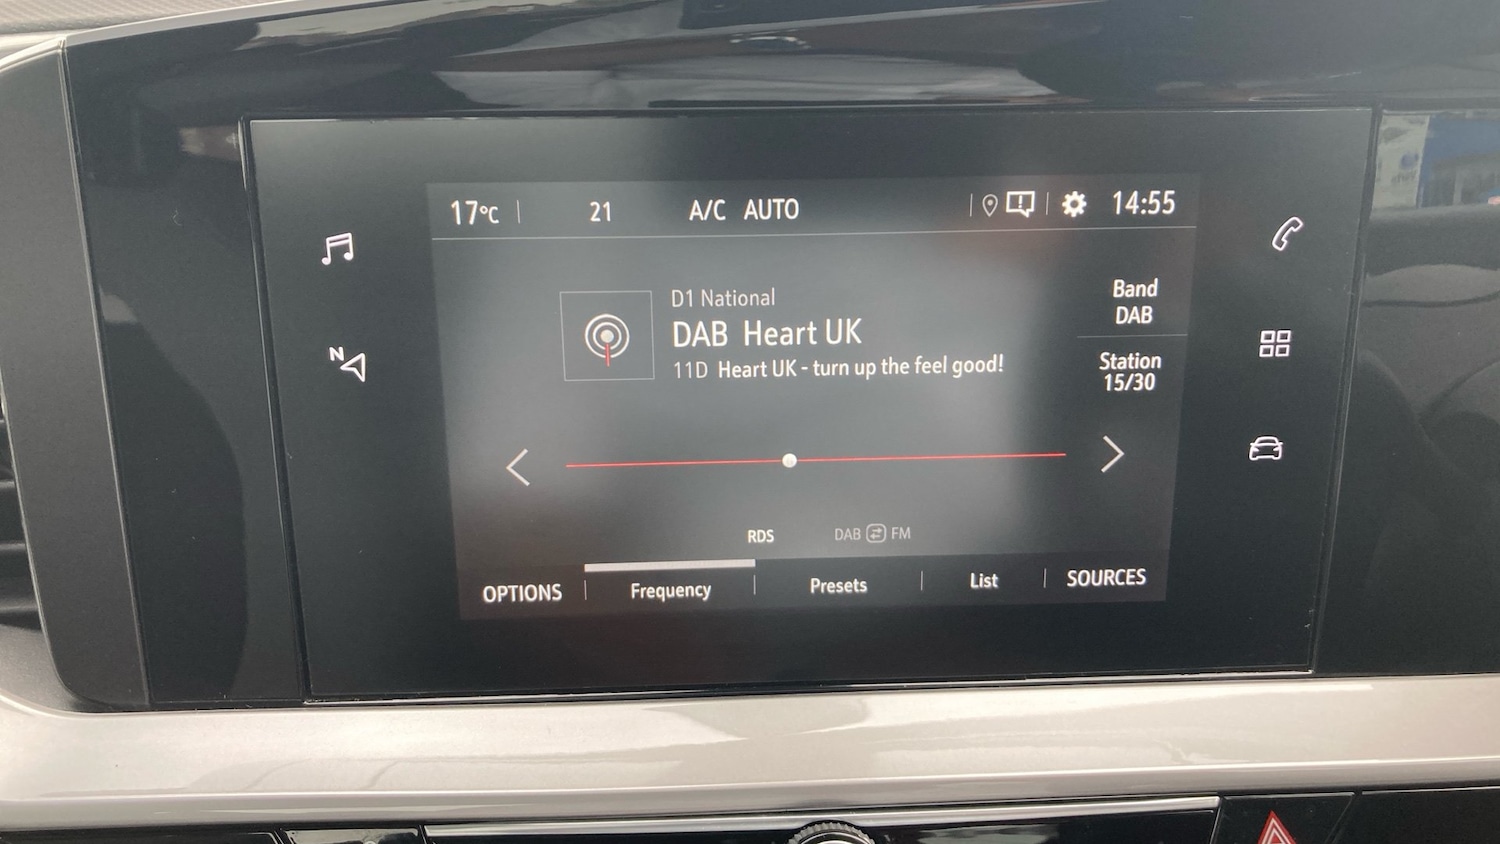 17°C 21 A/C AUTO 14:55
N
D1 National
DAB Heart UK
11D Heart UK - turn up the feel good!
Band
DAB
Station
15/30
RDS DAB FM
OPTIONS Frequency Presets List SOURCES